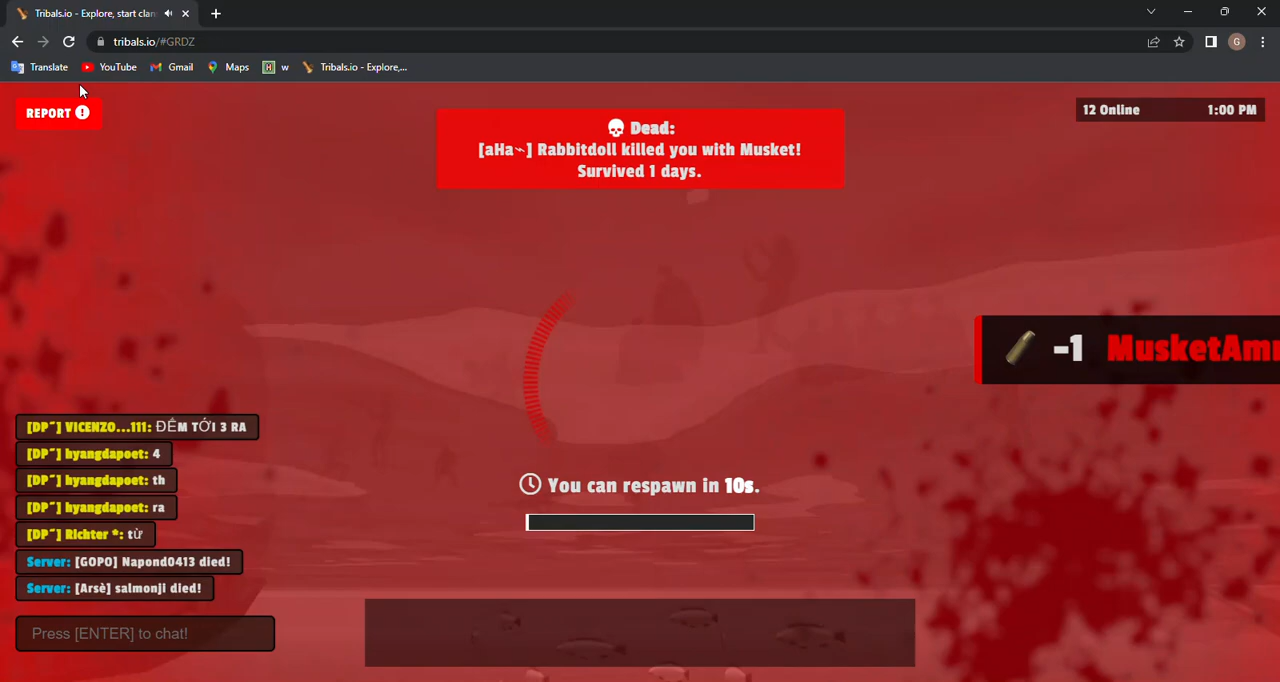 Tribals.io - Explore, start clan
tribals.io/#GRDZ
G
Translate YouTube Gmail Maps H w Tribals.io - Explore,...
REPORT !
12 Online 1:00 PM
Dead:
[aHa~] Rabbitdoll killed you with Musket!
Survived 1 days.
-1 MusketAm
[DP˝] VICENZO...111: ĐẾM TỚI 3 RA
[DP˝] hyangdapoet: 4
[DP˝] hyangdapoet: th
[DP˝] hyangdapoet: ra
[DP˝] Richter *: từ
Server: [GOPO] Napond0413 died!
Server: [Arsè] salmonji died!
You can respawn in 10s.
Press [ENTER] to chat!